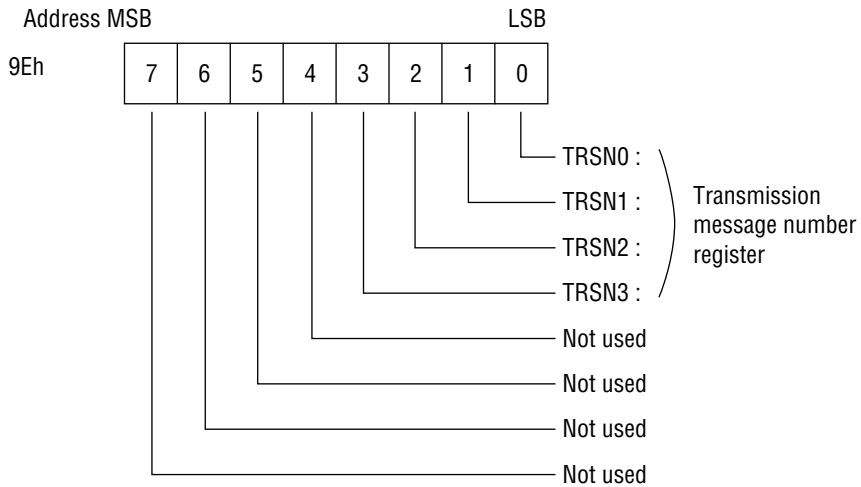 Address MSB LSB
9Eh 7 6 5 4 3 2 1 0
TRSN0 :
TRSN1 :
TRSN2 :
TRSN3 :
Transmission
message number
register
Not used
Not used
Not used
Not used